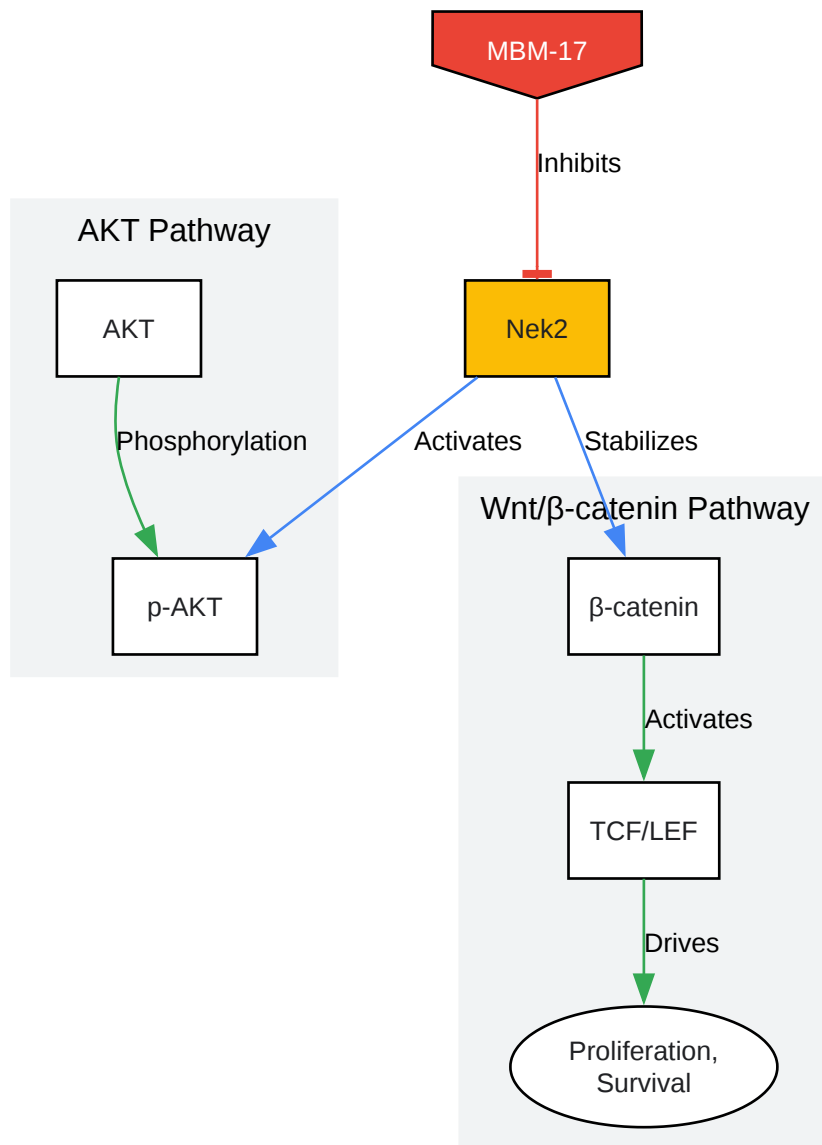 MBM-17
Inhibits
AKT Pathway
AKT
Nek2
Phosphorylation
Activates
Stabilizes
Wnt/β-catenin Pathway
p-AKT
β-catenin
Activates
TCF/LEF
Drives
Proliferation,
Survival